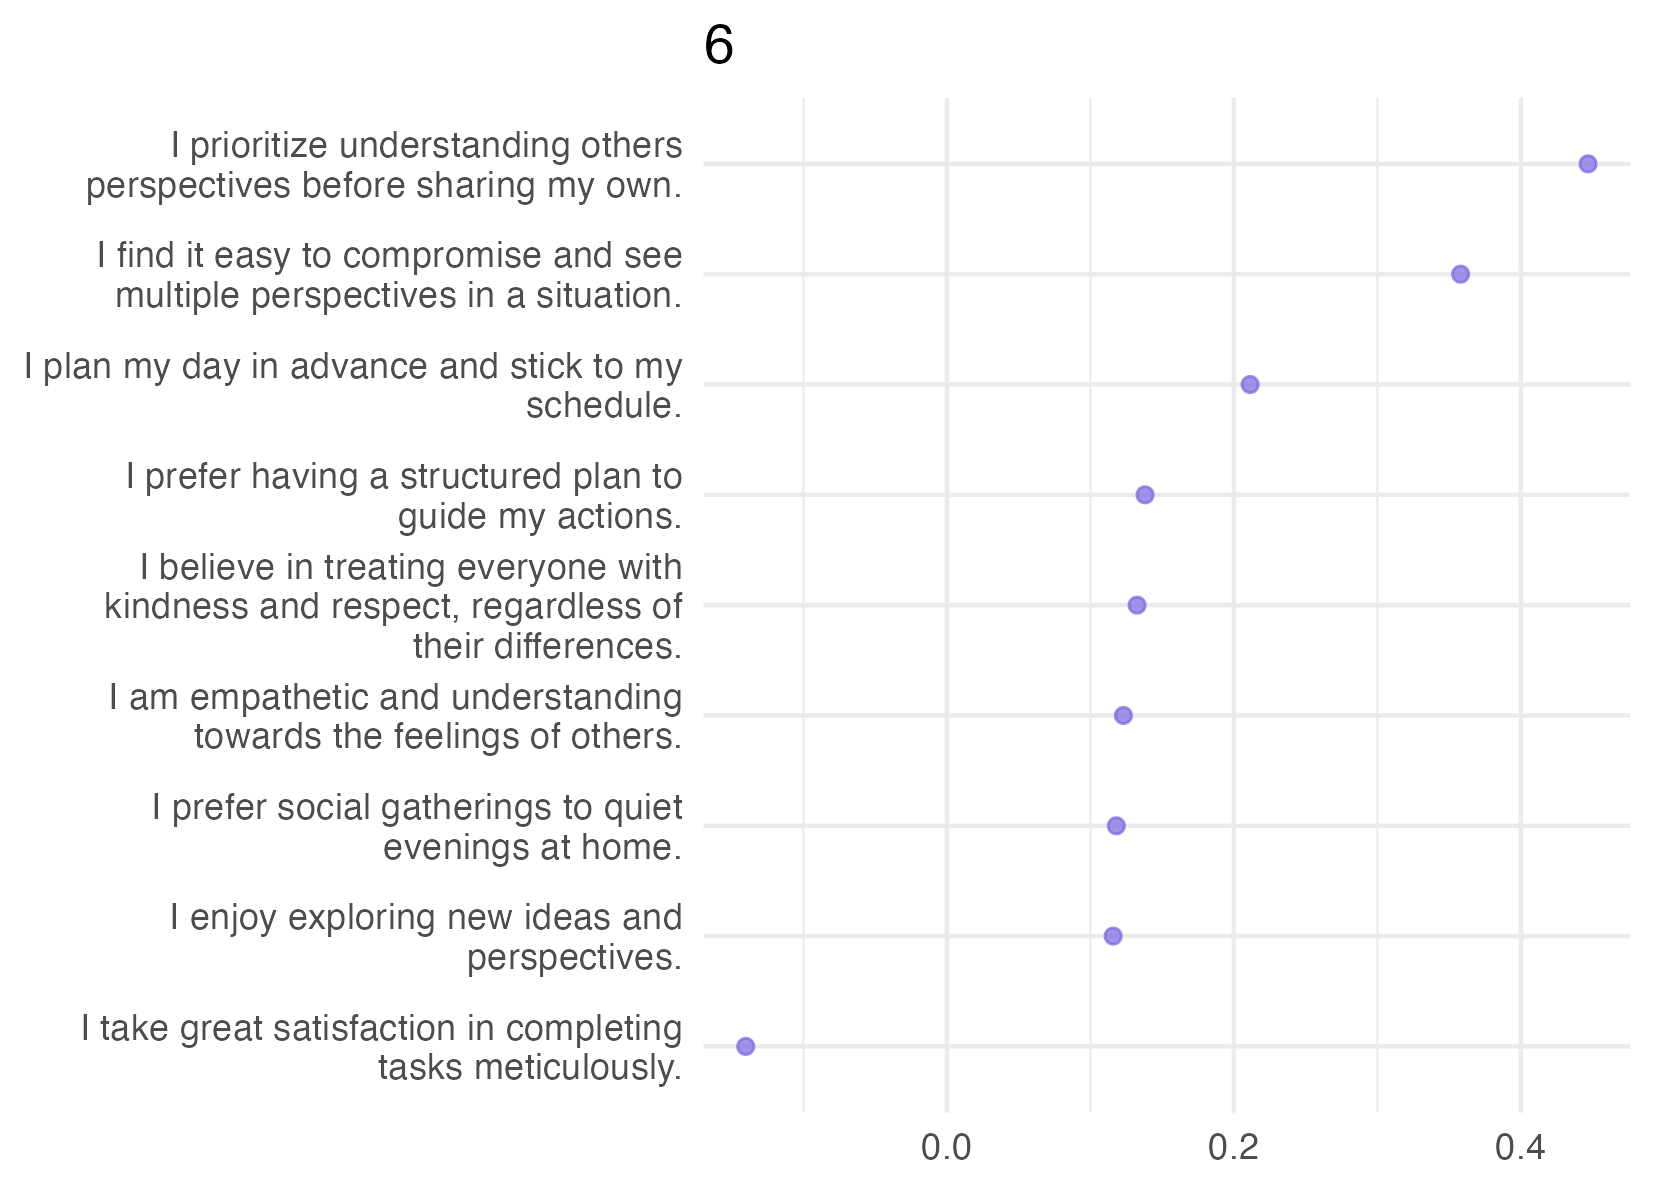 6
I prioritize understanding others
perspectives before sharing my own.
I find it easy to compromise and see
multiple perspectives in a situation.
I plan my day in advance and stick to my
schedule.
I prefer having a structured plan to
guide my actions.
I believe in treating everyone with
kindness and respect, regardless of
their differences.
I am empathetic and understanding
towards the feelings of others.
I prefer social gatherings to quiet
evenings at home.
I enjoy exploring new ideas and
perspectives.
I take great satisfaction in completing
tasks meticulously.
0.0 0.2 0.4